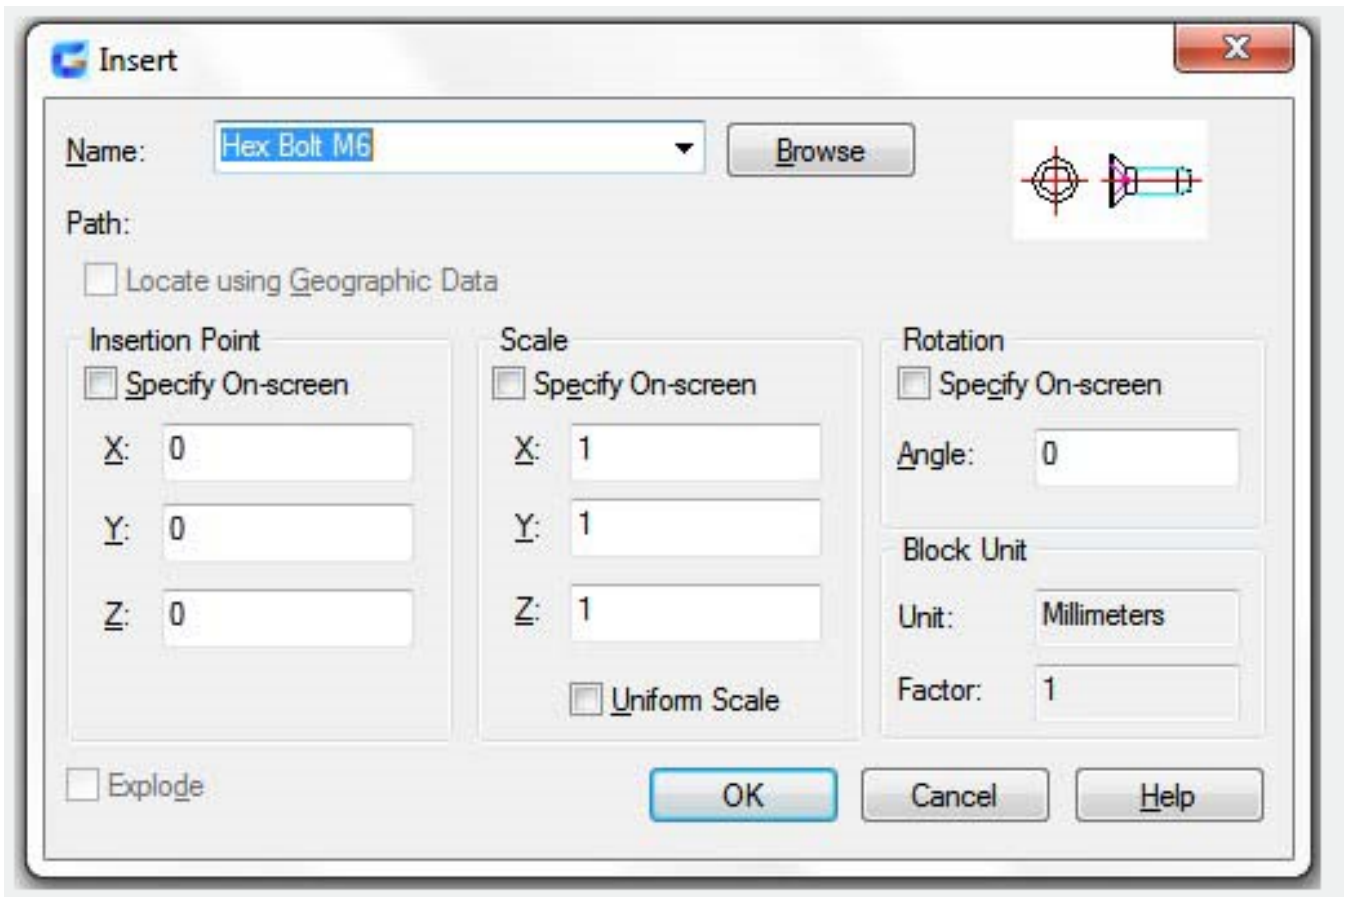 Insert
Name: Hex Bolt M6 Browse
Path:
Locate using Geographic Data
Insertion Point Scale Rotation
Specify On-screen Specify On-screen Specify On-screen
X: 0 X: 1 Angle: 0
Y: 0 Y: 1
Block Unit
Z: 0 Z: 1 Unit: Millimeters
Uniform Scale Factor: 1
Explode OK Cancel Help